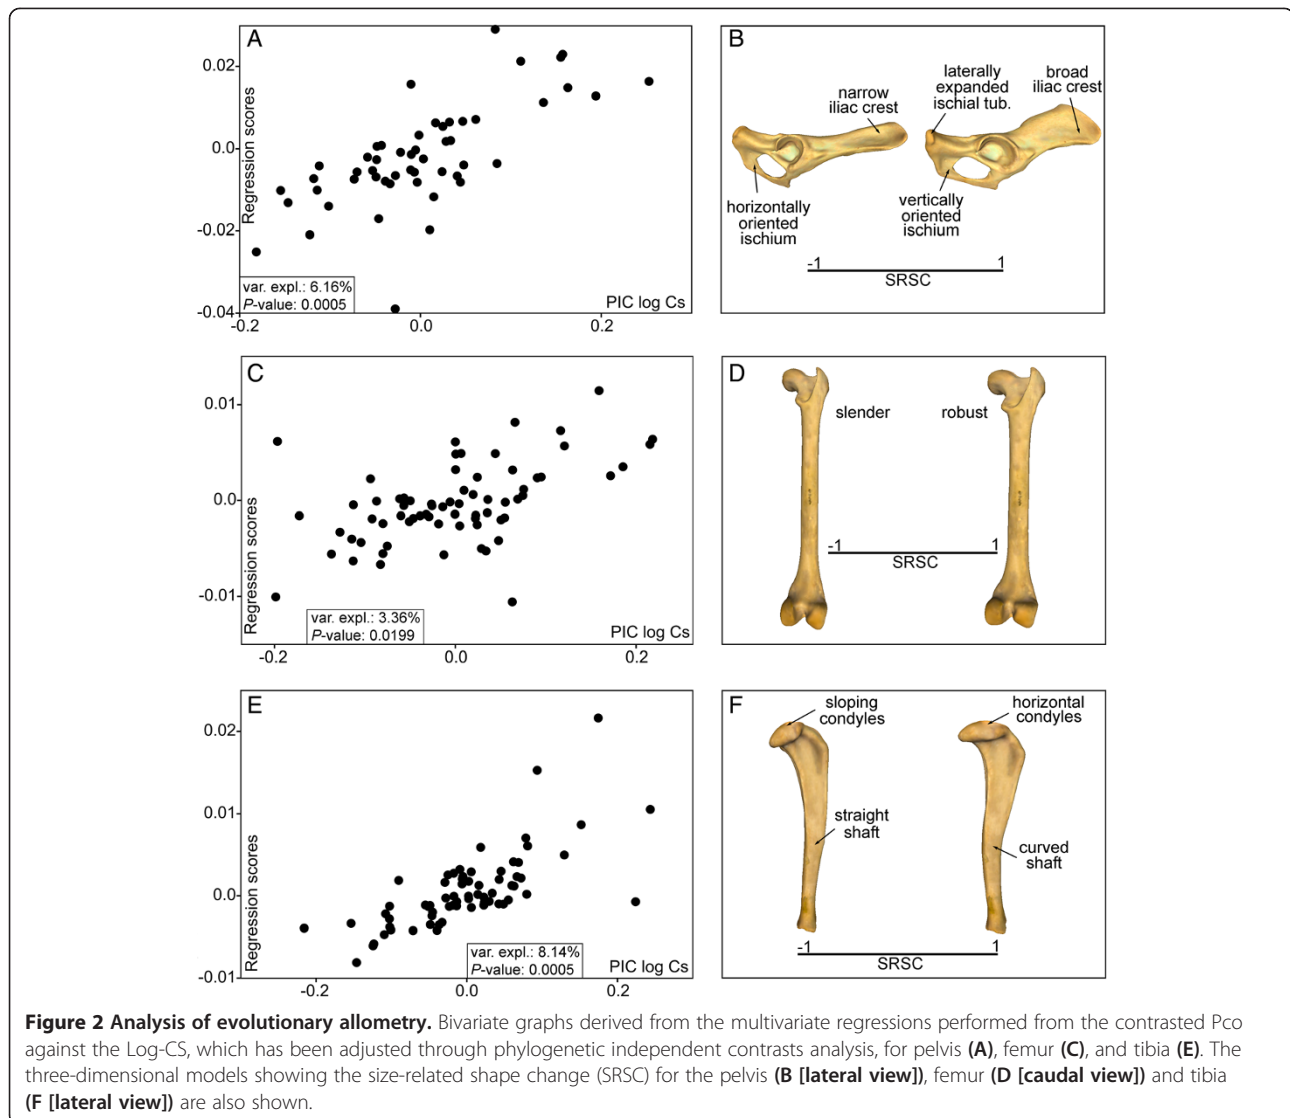 A
0.02
0.0
-0.02
-0.04
Regression scores
var. expl.: 6.16%
P-value: 0.0005
PIC log Cs
-0.2
0.0
0.2
B
narrow
iliac crest
laterally
expanded
ischial tub.
broad
iliac crest
horizontally
oriented
ischium
vertically
oriented
ischium
-1
1
SRSC
C
0.01
0.0
-0.01
Regression scores
var. expl.: 3.36%
P-value: 0.0199
PIC log Cs
-0.2
0.0
0.2
D
slender
robust
-1
1
SRSC
E
0.02
0.01
0.0
-0.01
Regression scores
var. expl.: 8.14%
P-value: 0.0005
PIC log Cs
-0.2
0.0
0.2
F
sloping
condyles
horizontal
condyles
straight
shaft
curved
shaft
-1
1
SRSC
Figure 2 Analysis of evolutionary allometry. Bivariate graphs derived from the multivariate regressions performed from the contrasted Pco
against the Log-CS, which has been adjusted through phylogenetic independent contrasts analysis, for pelvis (A), femur (C), and tibia (E). The
three-dimensional models showing the size-related shape change (SRSC) for the pelvis (B [lateral view]), femur (D [caudal view]) and tibia
(F [lateral view]) are also shown.